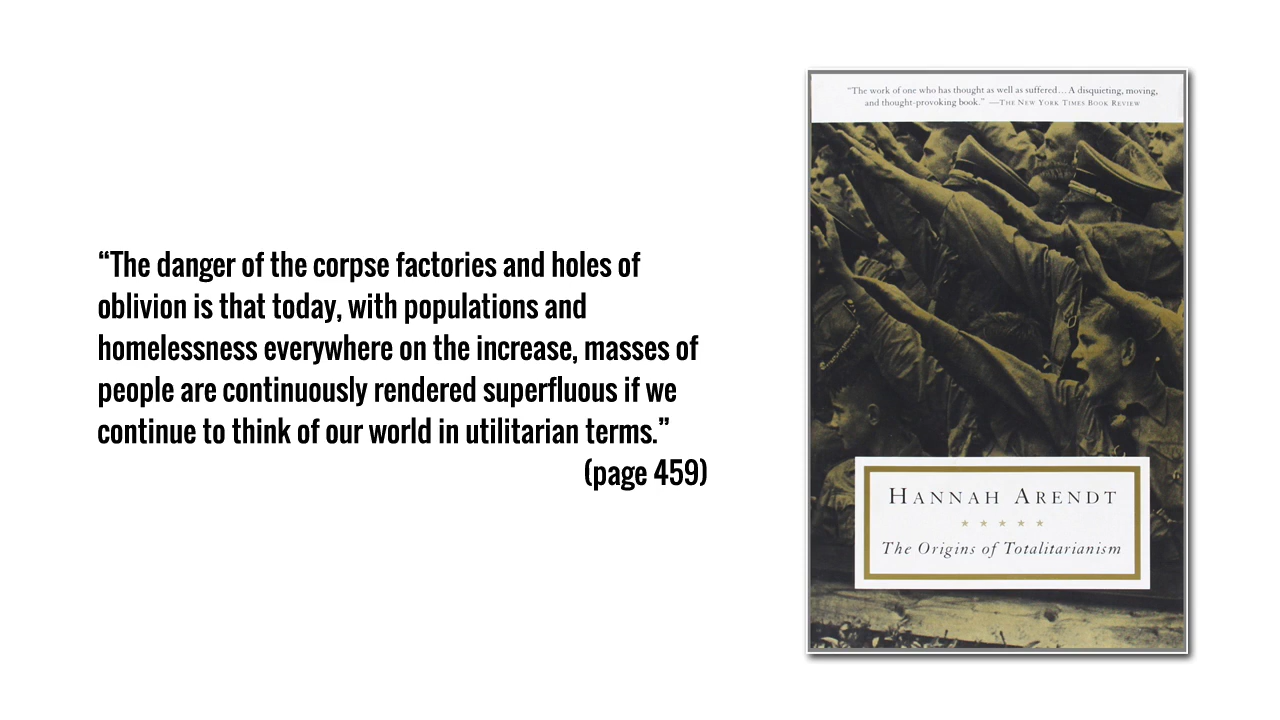 “The danger of the corpse factories and holes of
oblivion is that today, with populations and
homelessness everywhere on the increase, masses of
people are continuously rendered superfluous if we
continue to think of our world in utilitarian terms.”
(page 459)
“The work of one who has thought as well as suffered...A disquieting, moving,
and thought-provoking book.” —THE NEW YORK TIMES BOOK REVIEW
HANNAH ARENDT
★ ★ ★ ★ ★
The Origins of Totalitarianism